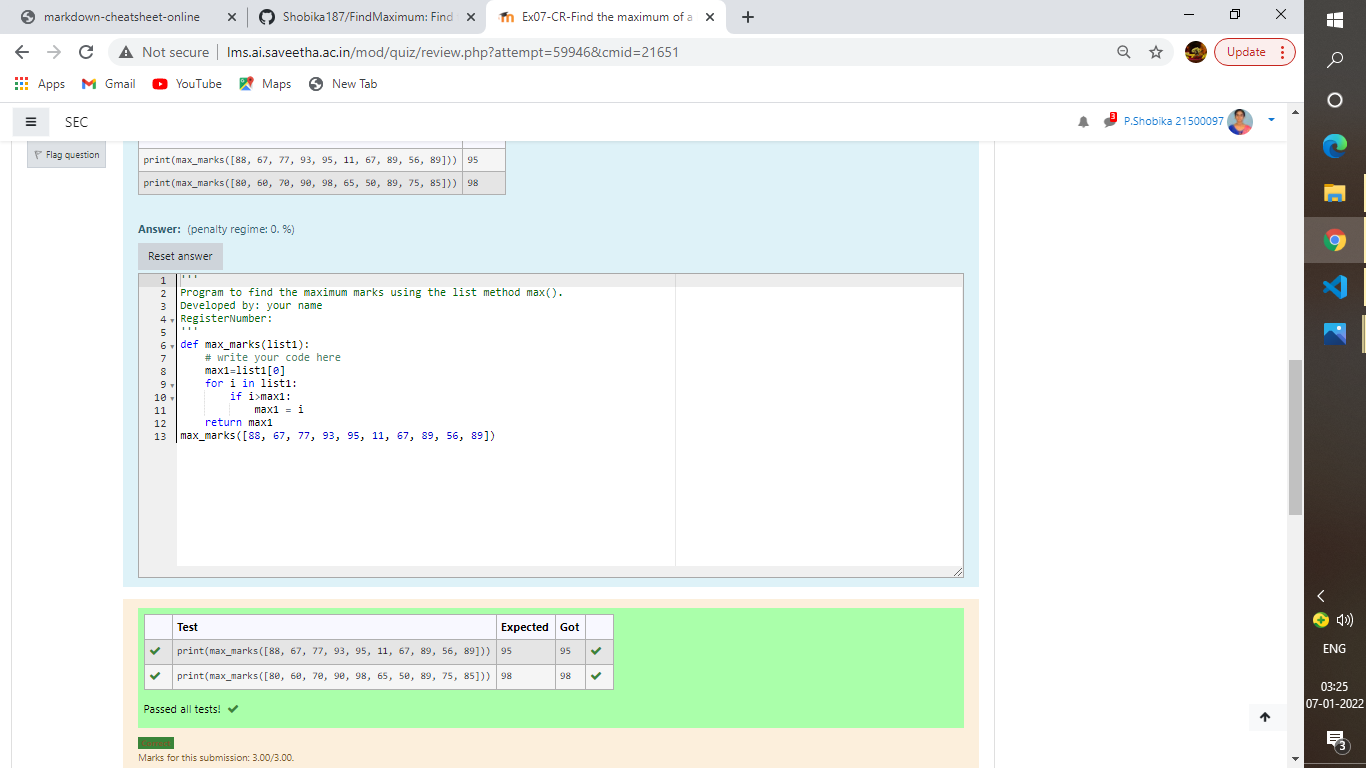 markdown-cheatsheet-online
Shobika187/FindMaximum: Find
Ex07-CR-Find the maximum of a
Not secure
lms.ai.saveetha.ac.in/mod/quiz/review.php?attempt=59946&cmid=21651
Update
Apps
Gmail
YouTube
Maps
New Tab
SEC
3
P.Shobika 21500097
Flag question
print(max_marks([88, 67, 77, 93, 95, 11, 67, 89, 56, 89])) 95
print(max_marks([80, 60, 70, 90, 98, 65, 50, 89, 75, 85])) 98
Answer: (penalty regime: 0. %)
Reset answer
1 '''
2 Program to find the maximum marks using the list method max().
3 Developed by: your name
4 RegisterNumber:
5 '''
6 def max_marks(list1):
7 # write your code here
8 max1=list1[0]
9 for i in list1:
10 if i>max1:
11 max1 = i
12 return max1
13 max_marks([88, 67, 77, 93, 95, 11, 67, 89, 56, 89])
Test Expected Got
print(max_marks([88, 67, 77, 93, 95, 11, 67, 89, 56, 89])) 95 95
print(max_marks([80, 60, 70, 90, 98, 65, 50, 89, 75, 85])) 98 98
Passed all tests!
Marks for this submission: 3.00/3.00.
ENG
03:25
07-01-2022
3